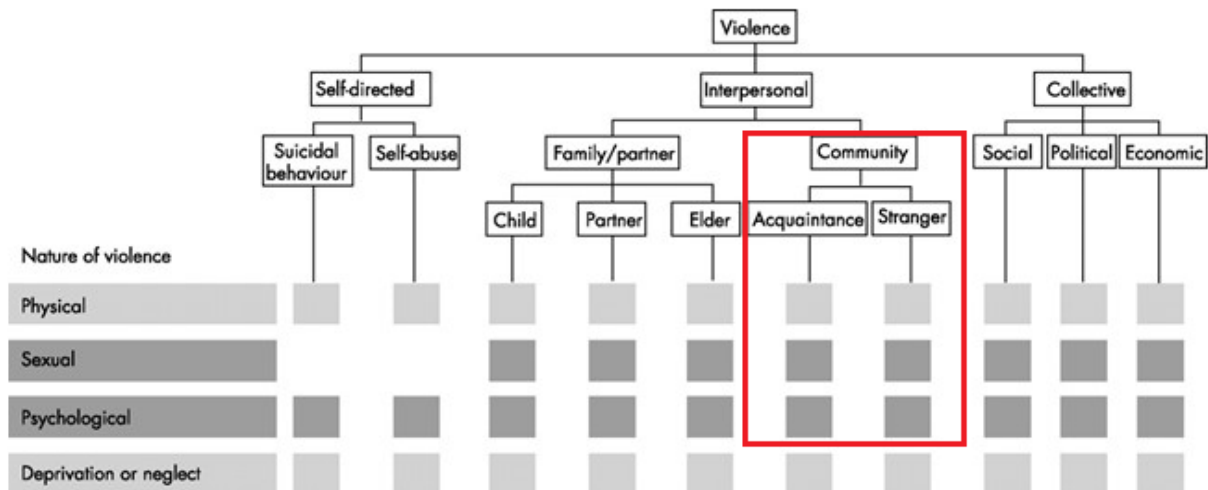 Violence
Self-directed
Interpersonal
Collective
Suicidal
behaviour
Self-abuse
Family/partner
Community
Social
Political
Economic
Child
Partner
Elder
Acquaintance
Stranger
Nature of violence
Physical
Sexual
Psychological
Deprivation or neglect